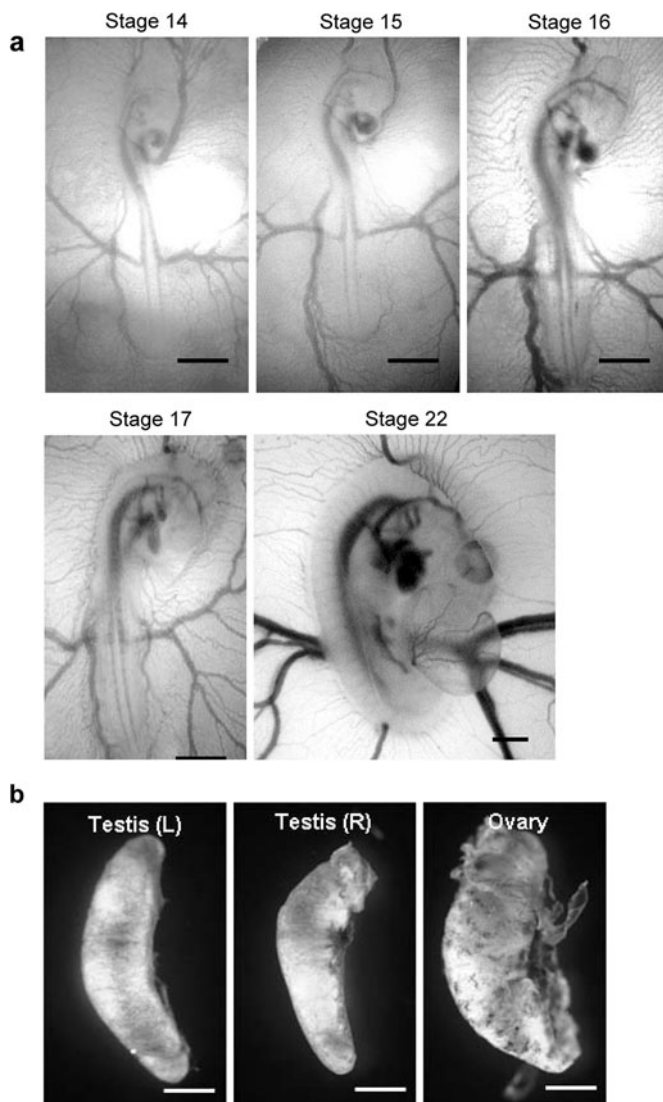 a
Stage 14
Stage 15
Stage 16
Stage 17
Stage 22
b
Testis (L)
Testis (R)
Ovary